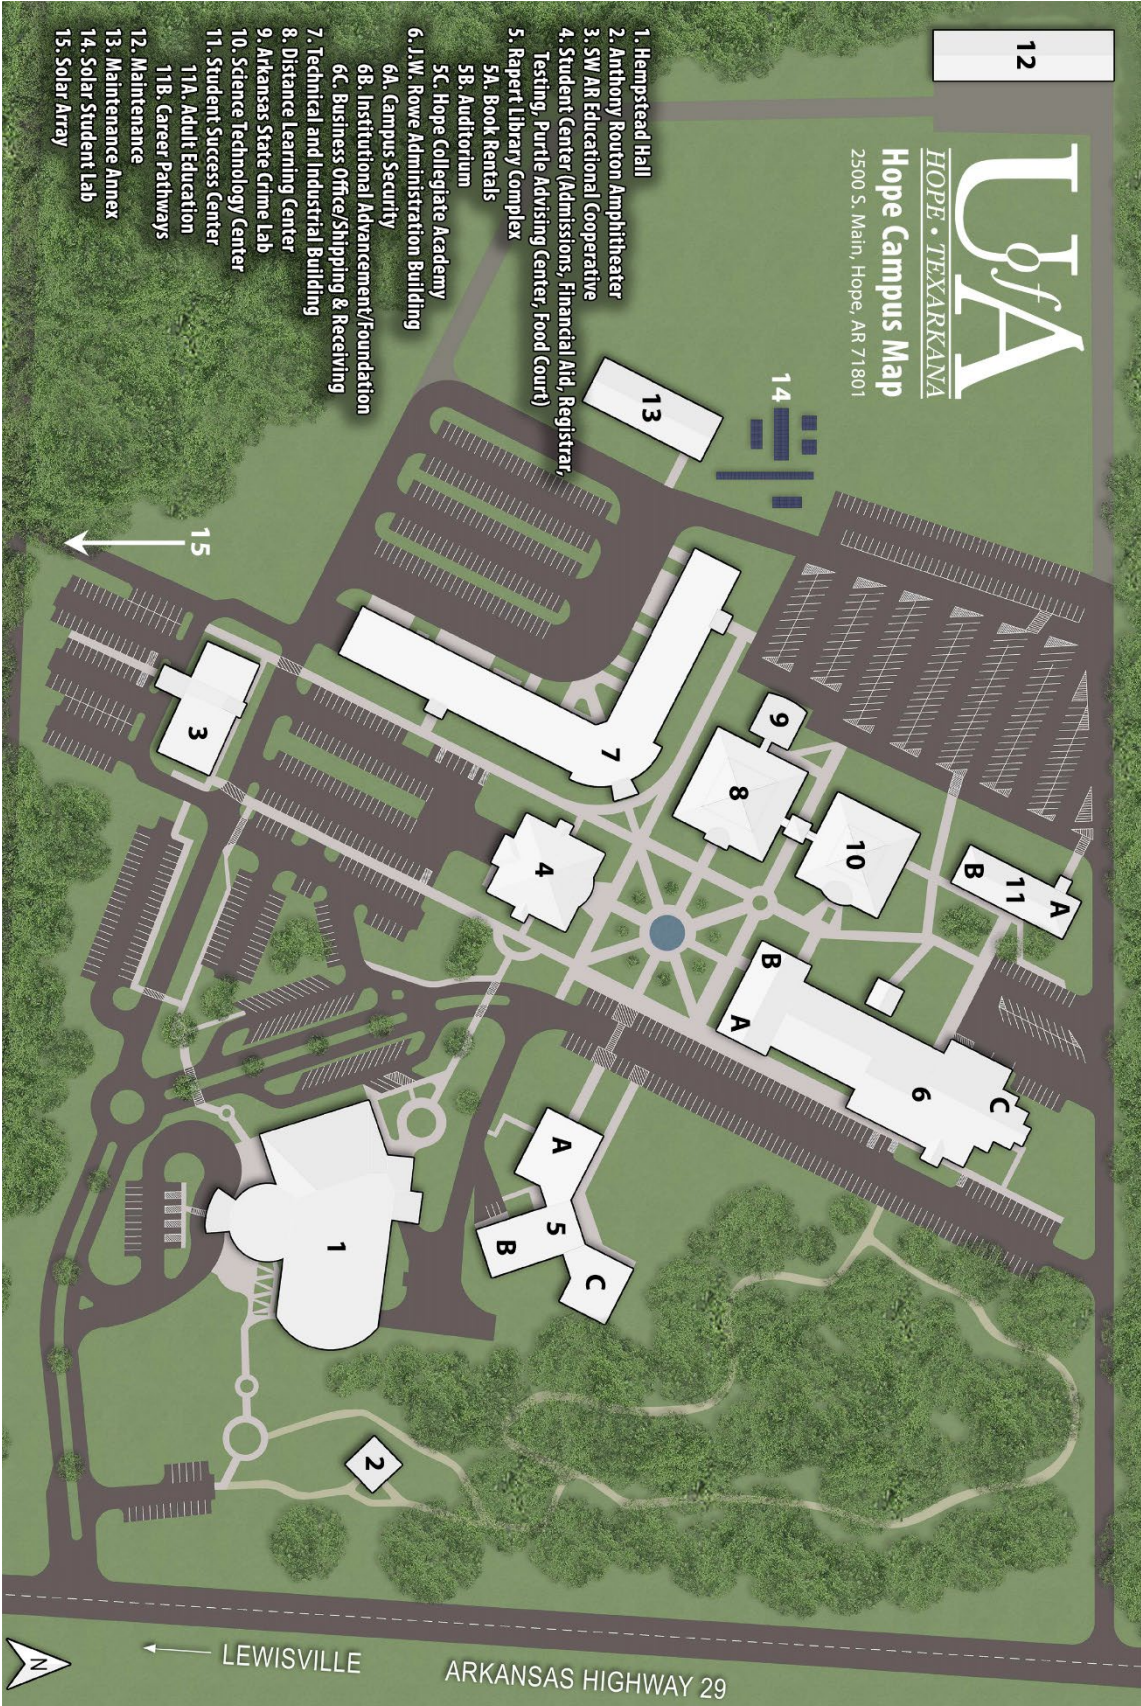 UofA
HOPE • TEXARKANA
Hope Campus Map
2500 S. Main, Hope, AR 71801
1. Hempstead Hall
2. Anthony Routon Amphitheater
3. SW AR Educational Cooperative
4. Student Center (Admissions, Financial Aid, Registrar,
Testing, Purtle Advising Center, Food Court)
5. Rapert Library Complex
5A. Book Rentals
5B. Auditorium
5C. Hope Collegiate Academy
6. J.W. Rowe Administration Building
6A. Campus Security
6B. Institutional Advancement/Foundation
6C. Business Office/Shipping & Receiving
7. Technical and Industrial Building
8. Distance Learning Center
9. Arkansas State Crime Lab
10. Science Technology Center
11. Student Success Center
11A. Adult Education
11B. Career Pathways
12. Maintenance
13. Maintenance Annex
14. Solar Student Lab
15. Solar Array
12
14
13
15
9
3
7
8
10
B
11
A
4
B
A
6
C
A
5
B
C
1
2
LEWISVILLE
ARKANSAS HIGHWAY 29
N